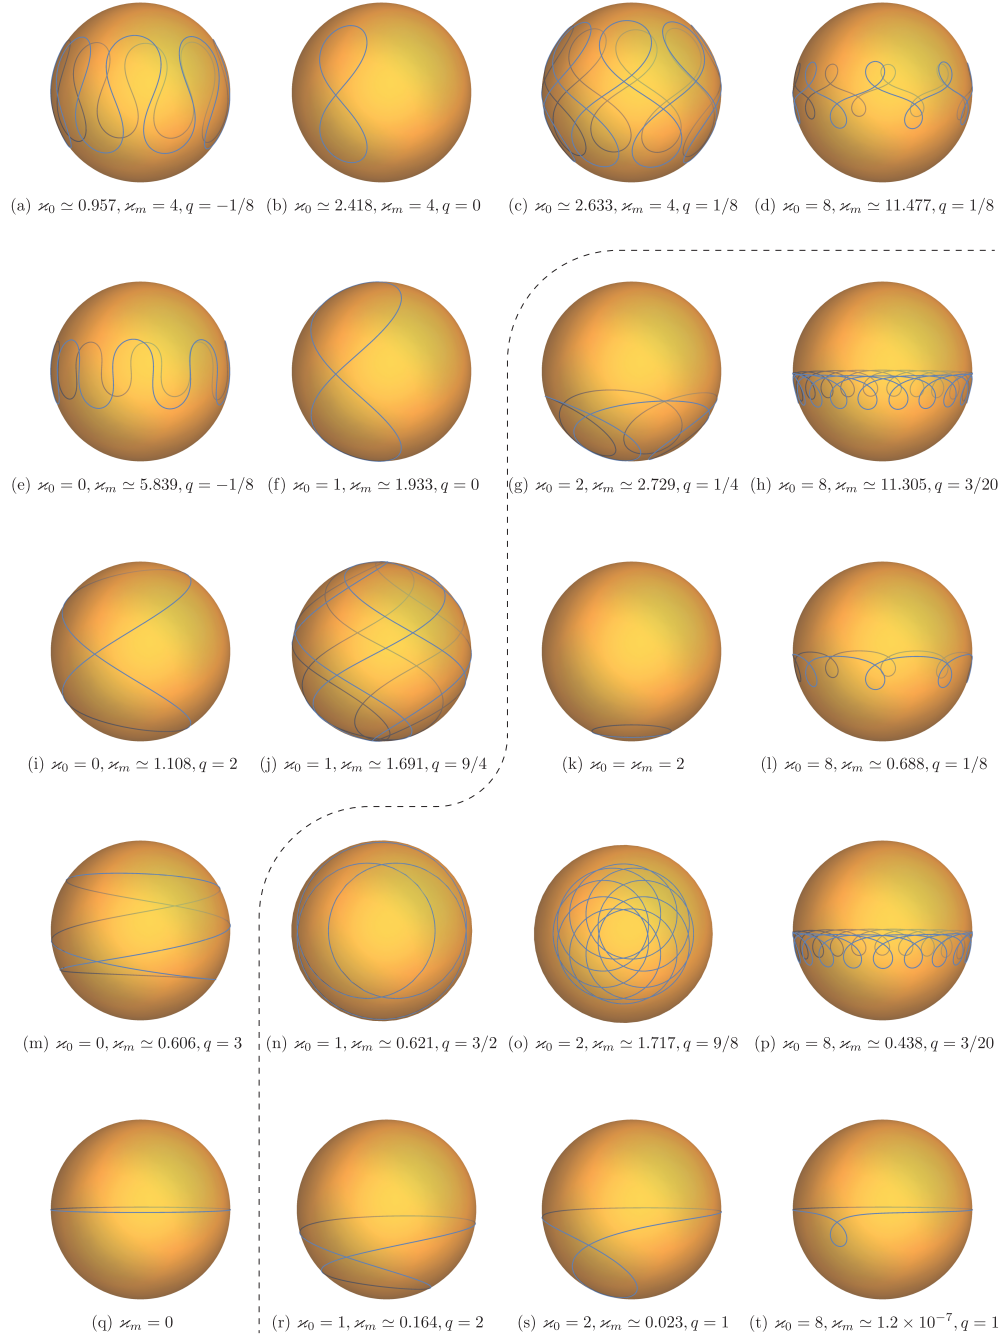 (a) ϰ₀ ≃ 0.957, ϰₘ = 4, q = −1/8
(b) ϰ₀ ≃ 2.418, ϰₘ = 4, q = 0
(c) ϰ₀ ≃ 2.633, ϰₘ = 4, q = 1/8
(d) ϰ₀ = 8, ϰₘ ≃ 11.477, q = 1/8
(e) ϰ₀ = 0, ϰₘ ≃ 5.839, q = −1/8
(f) ϰ₀ = 1, ϰₘ ≃ 1.933, q = 0
(g) ϰ₀ = 2, ϰₘ ≃ 2.729, q = 1/4
(h) ϰ₀ = 8, ϰₘ ≃ 11.305, q = 3/20
(i) ϰ₀ = 0, ϰₘ ≃ 1.108, q = 2
(j) ϰ₀ = 1, ϰₘ ≃ 1.691, q = 9/4
(k) ϰ₀ = ϰₘ = 2
(l) ϰ₀ = 8, ϰₘ ≃ 0.688, q = 1/8
(m) ϰ₀ = 0, ϰₘ ≃ 0.606, q = 3
(n) ϰ₀ = 1, ϰₘ ≃ 0.621, q = 3/2
(o) ϰ₀ = 2, ϰₘ ≃ 1.717, q = 9/8
(p) ϰ₀ = 8, ϰₘ ≃ 0.438, q = 3/20
(q) ϰₘ = 0
(r) ϰ₀ = 1, ϰₘ ≃ 0.164, q = 2
(s) ϰ₀ = 2, ϰₘ ≃ 0.023, q = 1
(t) ϰ₀ = 8, ϰₘ ≃ 1.2 × 10⁻⁷, q = 1